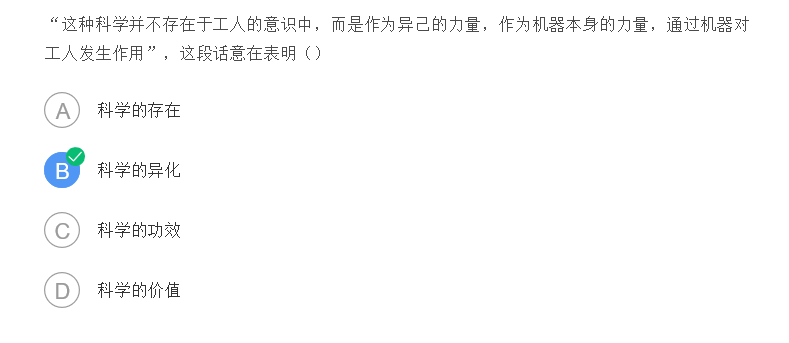 “这种科学并不存在于工人的意识中，而是作为异己的力量，作为机器本身的力量，通过机器对
工人发生作用”，这段话意在表明（）
A 科学的存在
B 科学的异化
C 科学的功效
D 科学的价值